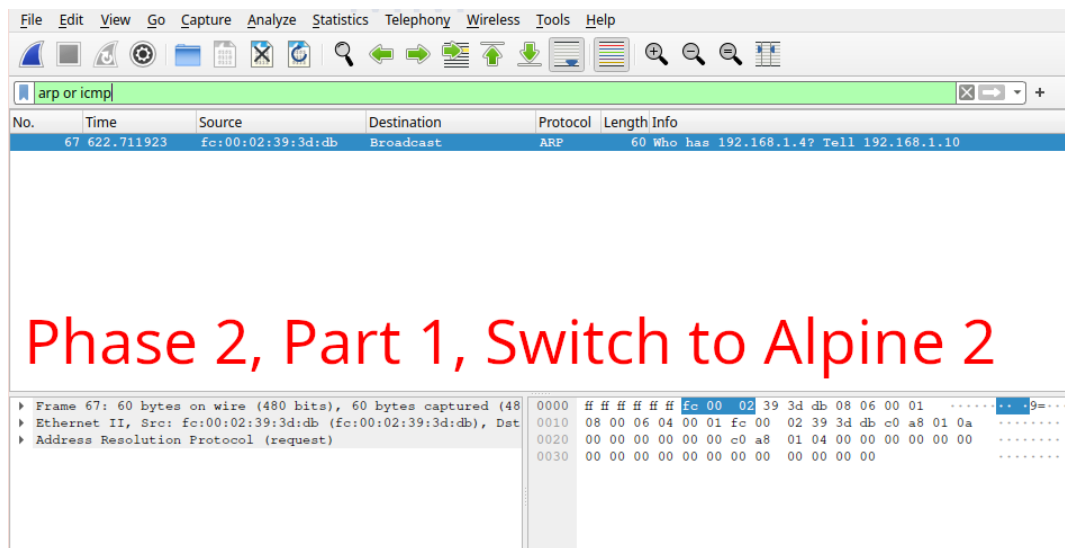 File Edit View Go Capture Analyze Statistics Telephony Wireless Tools Help
arp or icmp
No. Time Source Destination Protocol Length Info
67 622.711923 fc:00:02:39:3d:db Broadcast ARP 60 Who has 192.168.1.4? Tell 192.168.1.10
Phase 2, Part 1, Switch to Alpine 2
Frame 67: 60 bytes on wire (480 bits), 60 bytes captured (48
Ethernet II, Src: fc:00:02:39:3d:db (fc:00:02:39:3d:db), Dst
Address Resolution Protocol (request)
0000 ff ff ff ff ff ff fc 00 02 39 3d db 08 06 00 01 ········ ·9=···
0010 08 00 06 04 00 01 fc 00 02 39 3d db c0 a8 01 0a ········
0020 00 00 00 00 00 00 c0 a8 01 04 00 00 00 00 00 00 ········
0030 00 00 00 00 00 00 00 00 00 00 00 00 ········